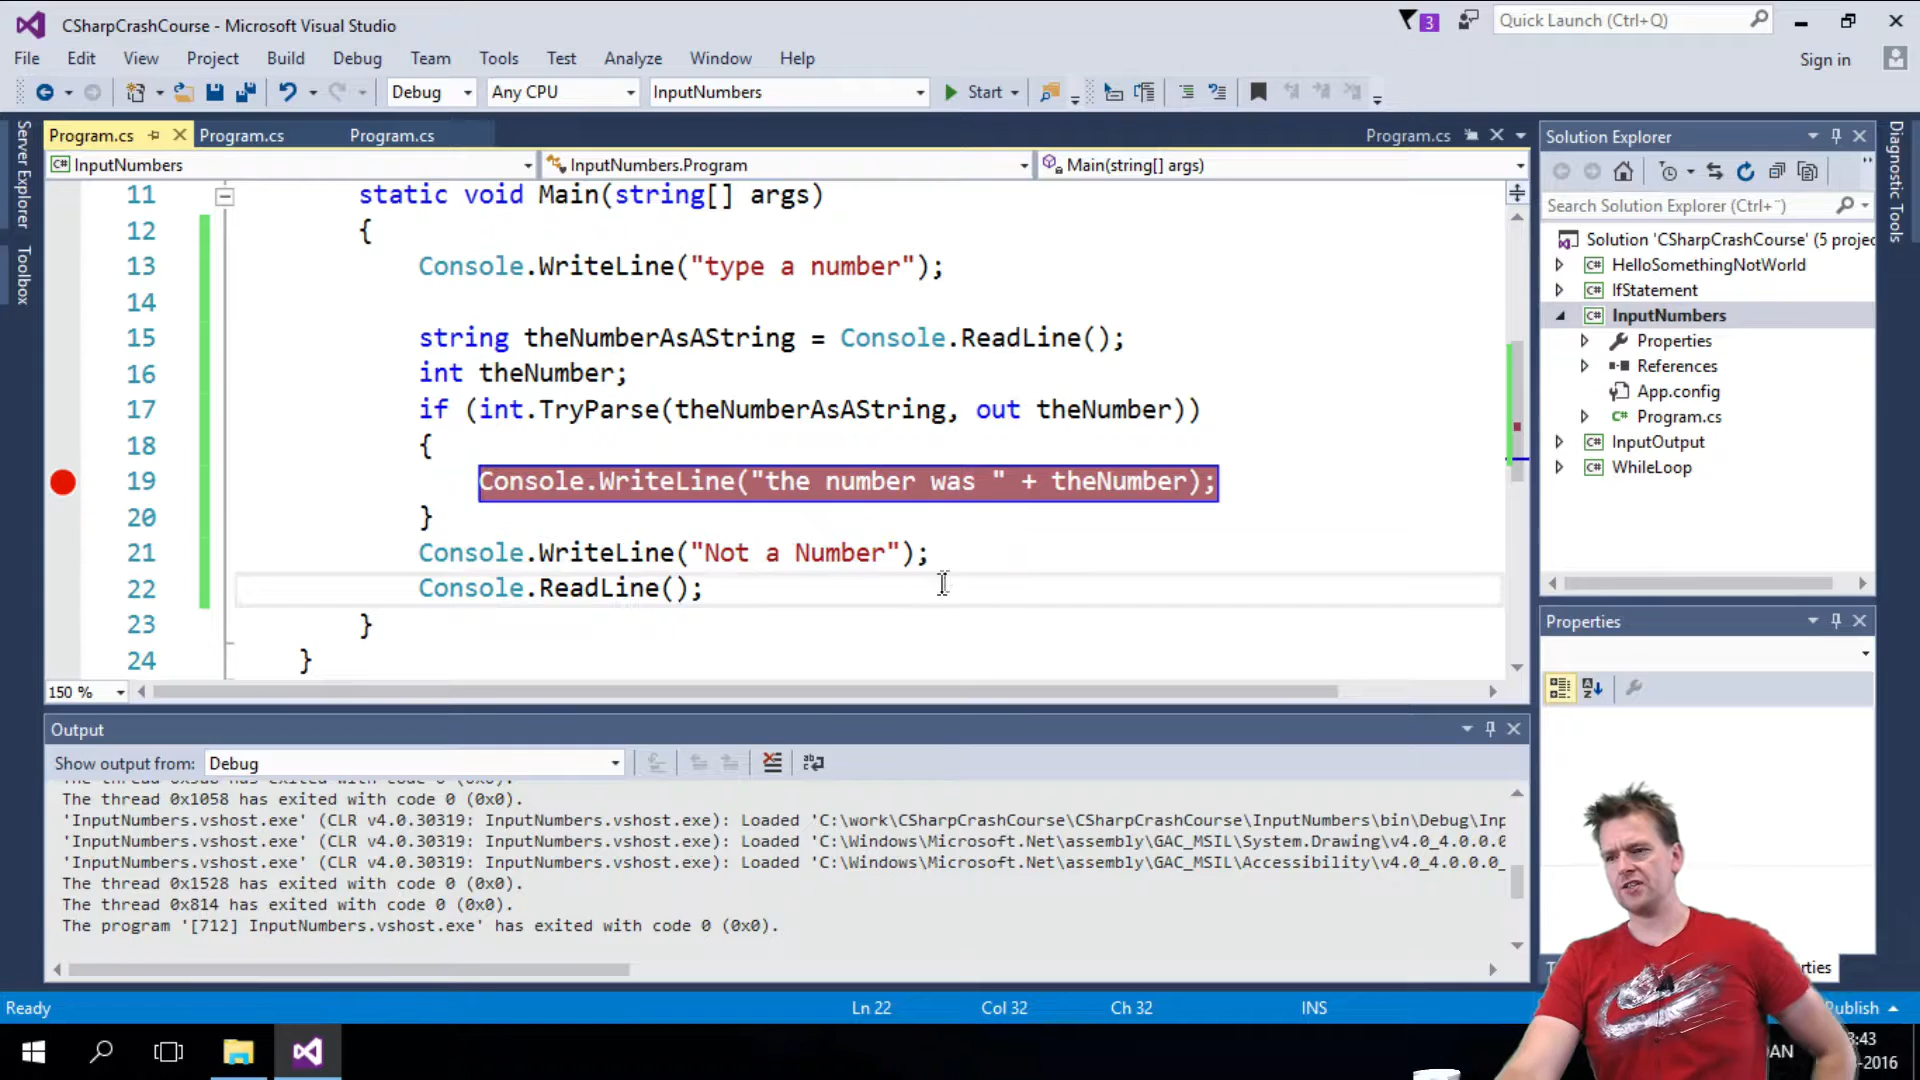 CSharpCrashCourse - Microsoft Visual Studio
3
Quick Launch (Ctrl+Q)
File Edit View Project Build Debug Team Tools Test Analyze Window Help
Sign in
Debug Any CPU InputNumbers Start
Server Explorer
Toolbox
Program.cs Program.cs Program.cs Program.cs
InputNumbers InputNumbers.Program Main(string[] args)
11 static void Main(string[] args)
12 {
13 Console.WriteLine("type a number");
14
15 string theNumberAsAString = Console.ReadLine();
16 int theNumber;
17 if (int.TryParse(theNumberAsAString, out theNumber))
18 {
19 Console.WriteLine("the number was " + theNumber);
20 }
21 Console.WriteLine("Not a Number");
22 Console.ReadLine();
23 }
24 }
150 %
Output
Show output from: Debug
The thread 0x1058 has exited with code 0 (0x0).
'InputNumbers.vshost.exe' (CLR v4.0.30319: InputNumbers.vshost.exe): Loaded 'C:\work\CSharpCrashCourse\CSharpCrashCourse\InputNumbers\bin\Debug\Inp
'InputNumbers.vshost.exe' (CLR v4.0.30319: InputNumbers.vshost.exe): Loaded 'C:\Windows\Microsoft.Net\assembly\GAC_MSIL\System.Drawing\v4.0_4.0.0.0
'InputNumbers.vshost.exe' (CLR v4.0.30319: InputNumbers.vshost.exe): Loaded 'C:\Windows\Microsoft.Net\assembly\GAC_MSIL\Accessibility\v4.0_4.0.0.0_
The thread 0x1528 has exited with code 0 (0x0).
The thread 0x814 has exited with code 0 (0x0).
The program '[712] InputNumbers.vshost.exe' has exited with code 0 (0x0).
Solution Explorer
Search Solution Explorer (Ctrl+¨)
Solution 'CSharpCrashCourse' (5 projec
HelloSomethingNotWorld
IfStatement
InputNumbers
Properties
References
App.config
Program.cs
InputOutput
WhileLoop
Properties
rties
Diagnostic Tools
Ready Ln 22 Col 32 Ch 32 INS Publish
:43
-2016